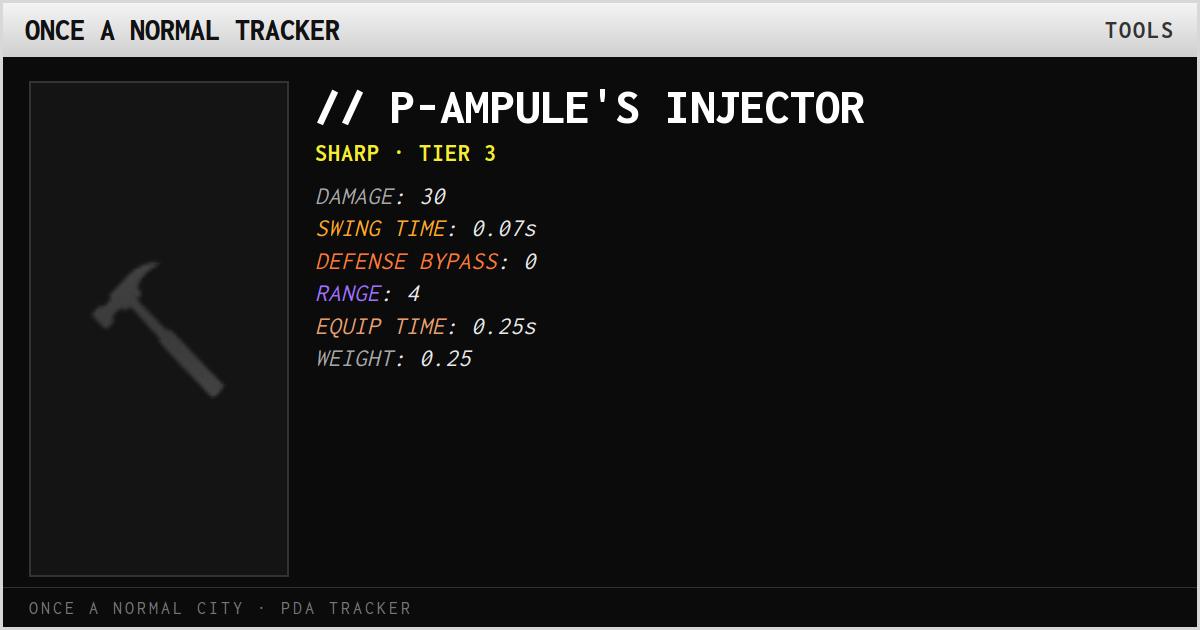 ONCE A NORMAL TRACKER
TOOLS
// P-AMPULE'S INJECTOR
SHARP · TIER 3
DAMAGE: 30
SWING TIME: 0.07s
DEFENSE BYPASS: 0
RANGE: 4
EQUIP TIME: 0.25s
WEIGHT: 0.25
ONCE A NORMAL CITY · PDA TRACKER